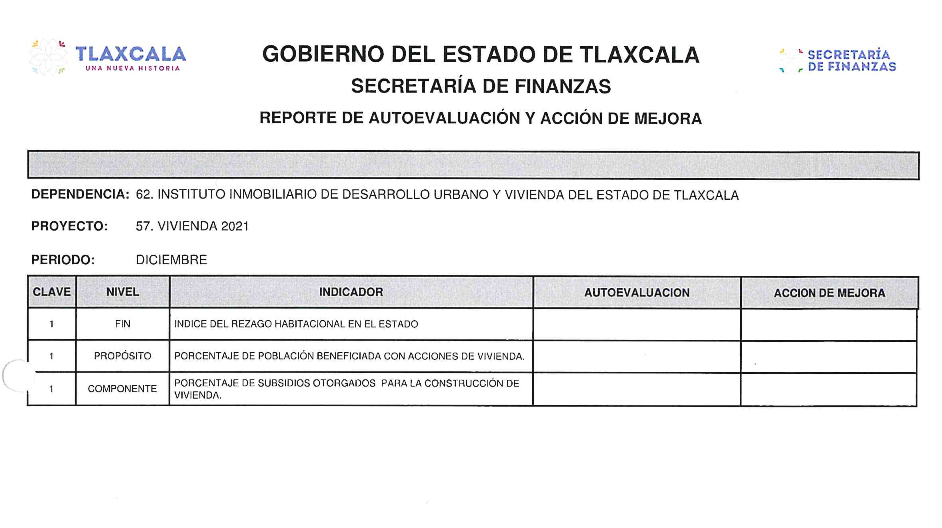 TLAXCALA
UNA NUEVA HISTORIA
GOBIERNO DEL ESTADO DE TLAXCALA
SECRETARÍA DE FINANZAS
REPORTE DE AUTOEVALUACIÓN Y ACCIÓN DE MEJORA
SECRETARÍA
DE FINANZAS
DEPENDENCIA: 62. INSTITUTO INMOBILIARIO DE DESARROLLO URBANO Y VIVIENDA DEL ESTADO DE TLAXCALA
PROYECTO: 57. VIVIENDA 2021
PERIODO: DICIEMBRE
CLAVE NIVEL INDICADOR AUTOEVALUACION ACCION DE MEJORA
1 FIN INDICE DEL REZAGO HABITACIONAL EN EL ESTADO
1 PROPÓSITO PORCENTAJE DE POBLACIÓN BENEFICIADA CON ACCIONES DE VIVIENDA.
1 COMPONENTE PORCENTAJE DE SUBSIDIOS OTORGADOS PARA LA CONSTRUCCIÓN DE
VIVIENDA.